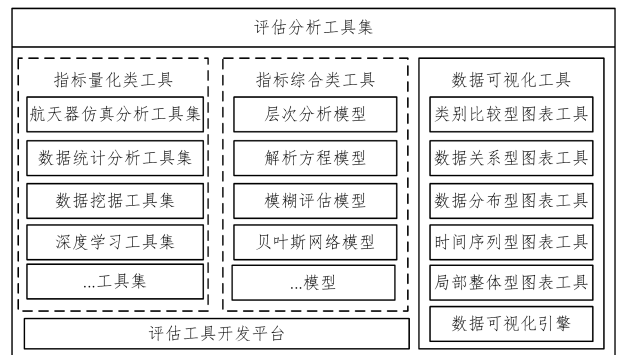 评估分析工具集
指标量化类工具
航天器仿真分析工具集
数据统计分析工具集
数据挖据工具集
深度学习工具集
...工具集
指标综合类工具
层次分析模型
解析方程模型
模糊评估模型
贝叶斯网络模型
...模型
评估工具开发平台
数据可视化工具
类别比较型图表工具
数据关系型图表工具
数据分布型图表工具
时间序列型图表工具
局部整体型图表工具
数据可视化引擎